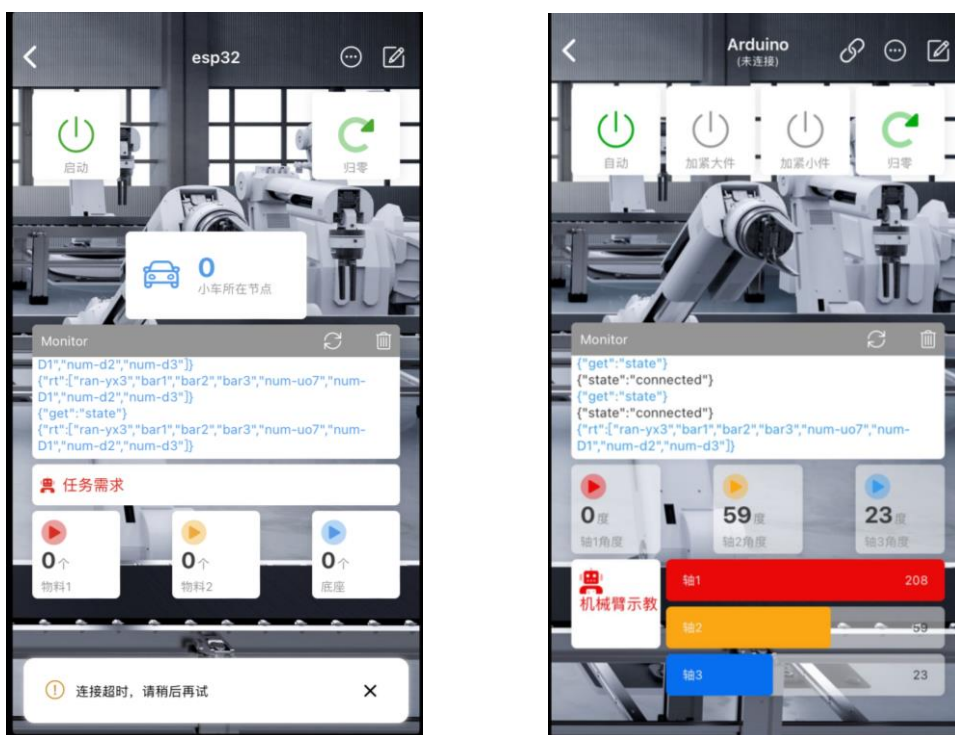 esp32
启动
归零
0
小车所在节点
Monitor
D1","num-d2","num-d3"]}
{"rt":["ran-yx3","bar1","bar2","bar3","num-uo7","num-
D1","num-d2","num-d3"]}
{"get":"state"}
{"rt":["ran-yx3","bar1","bar2","bar3","num-uo7","num-
D1","num-d2","num-d3"]}
任务需求
0个
物料1
0个
物料2
0个
底座
连接超时，请稍后再试
Arduino
(未连接)
自动
加紧大件
加紧小件
归零
Monitor
{"get":"state"}
{"state":"connected"}
{"get":"state"}
{"state":"connected"}
{"rt":["ran-yx3","bar1","bar2","bar3","num-uo7","num-
D1","num-d2","num-d3"]}
0度
轴1角度
59度
轴2角度
23度
轴3角度
机械臂示教
轴1 208
轴2 59
轴3 23